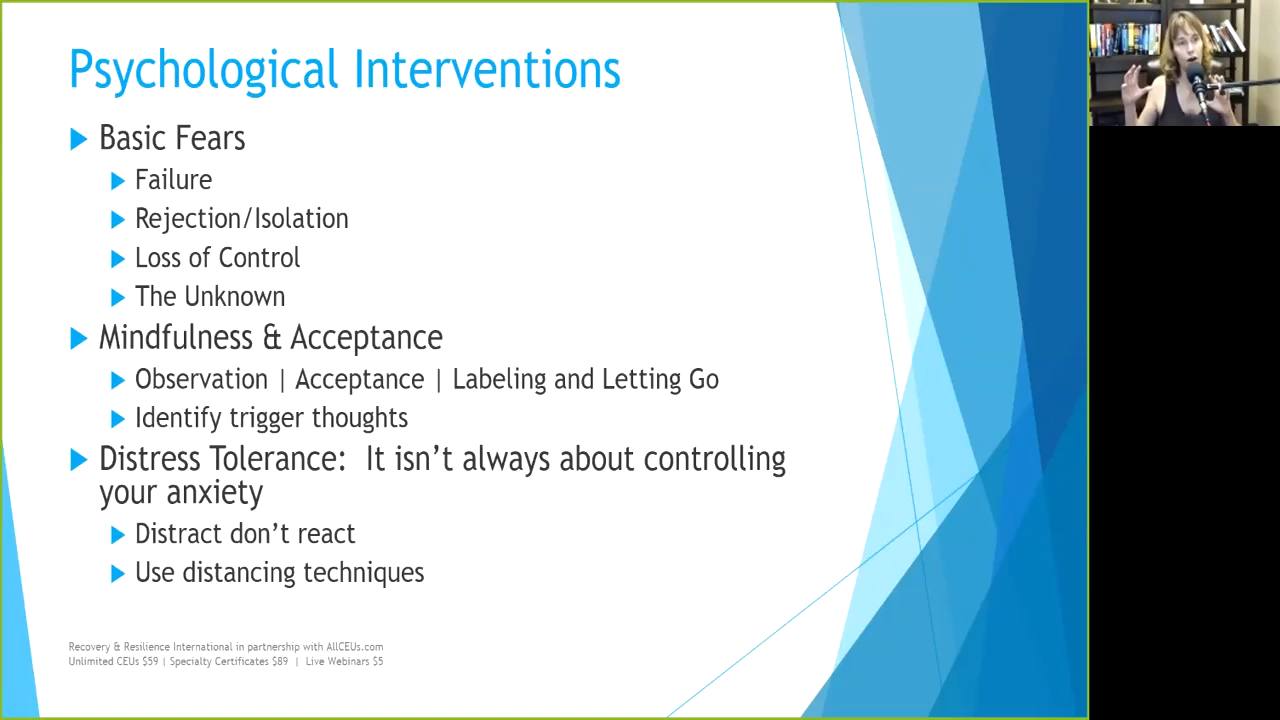 Psychological Interventions
Basic Fears
Failure
Rejection/Isolation
Loss of Control
The Unknown
Mindfulness & Acceptance
Observation | Acceptance | Labeling and Letting Go
Identify trigger thoughts
Distress Tolerance:  It isn’t always about controlling
your anxiety
Distract don’t react
Use distancing techniques
Recovery & Resilience International in partnership with AllCEUs.com
Unlimited CEUs $59 | Specialty Certificates $89  |  Live Webinars $5